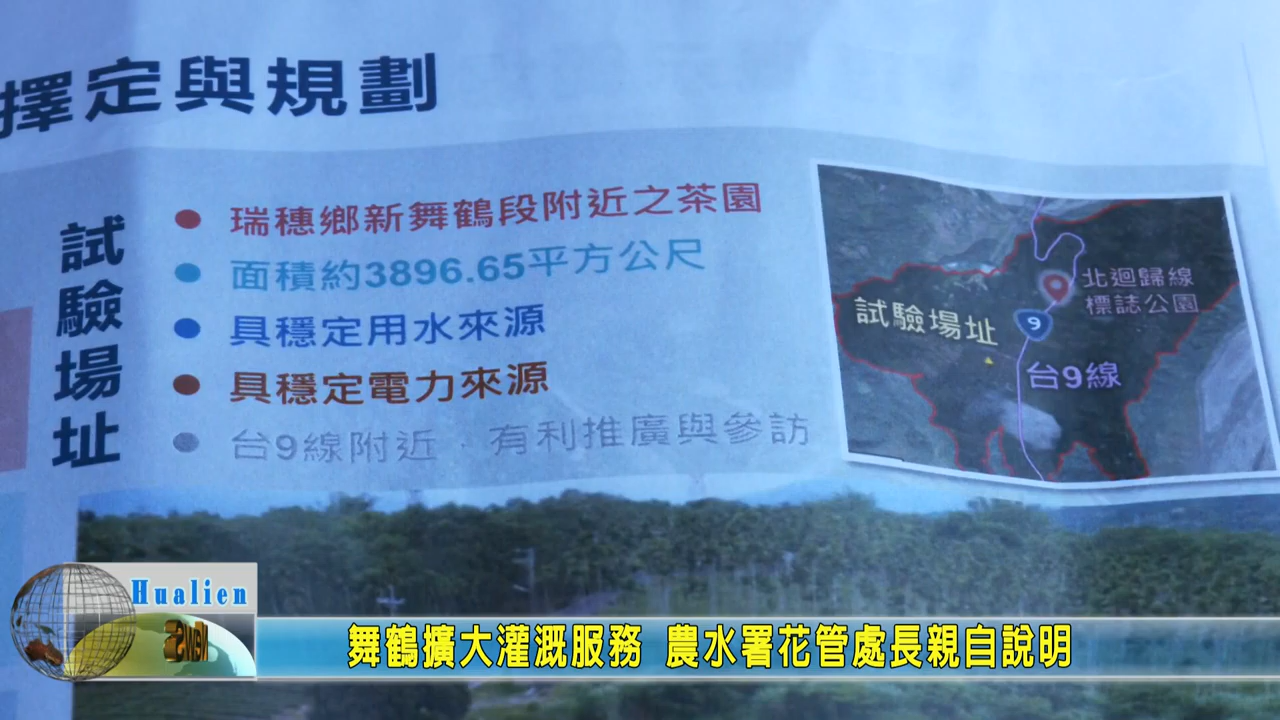 擇定與規劃
試驗場址
瑞穗鄉新舞鶴段附近之茶園
面積約3896.65平方公尺
具穩定用水來源
具穩定電力來源
台9線附近，有利推廣與參訪
北迴歸線
標誌公園
試驗場址
9
台9線
Hualien
News
舞鶴擴大灌溉服務 農水署花管處長親自說明